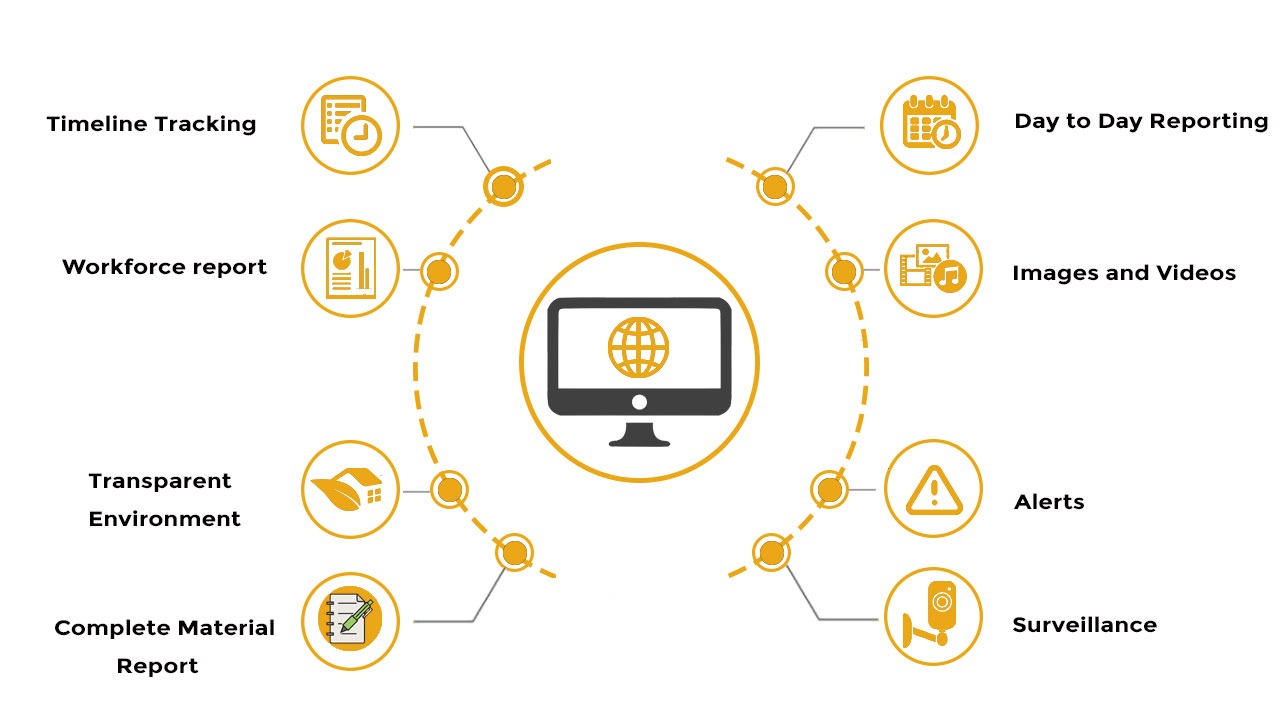 Timeline Tracking
Workforce report
Transparent
Environment
Complete Material
Report
Day to Day Reporting
Images and Videos
Alerts
Surveillance